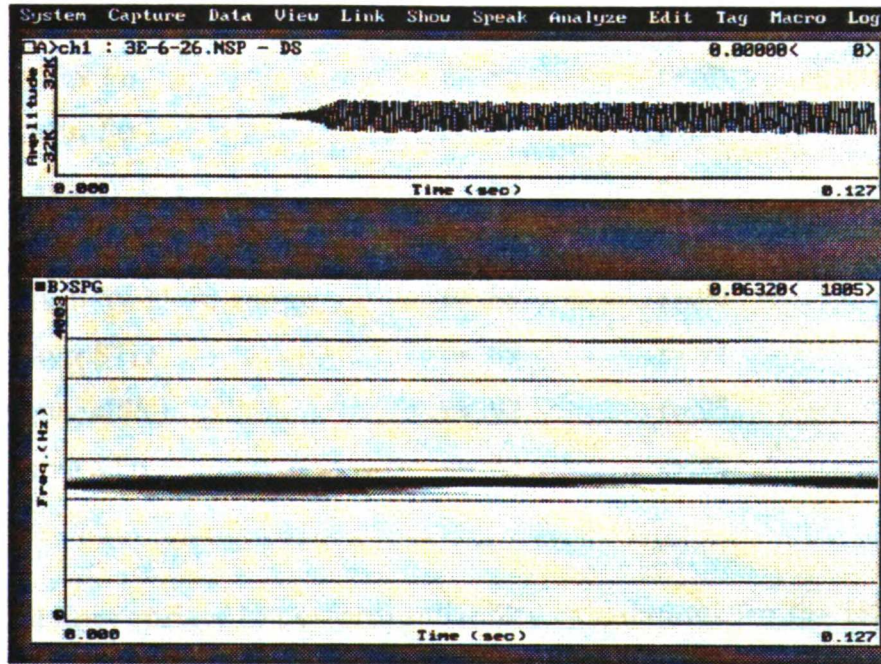 System Capture Data View Link Show Speak Analyze Edit Tag Macro Log
A>ch1 : 3E-6-26.NSP - DS 0.00000< 0>
Amplitude
-32K 32K
0.000 Time (sec) 0.127
B>SPG 0.06320< 1805>
Freq.(Hz)
0 4003
0.000 Time (sec) 0.127